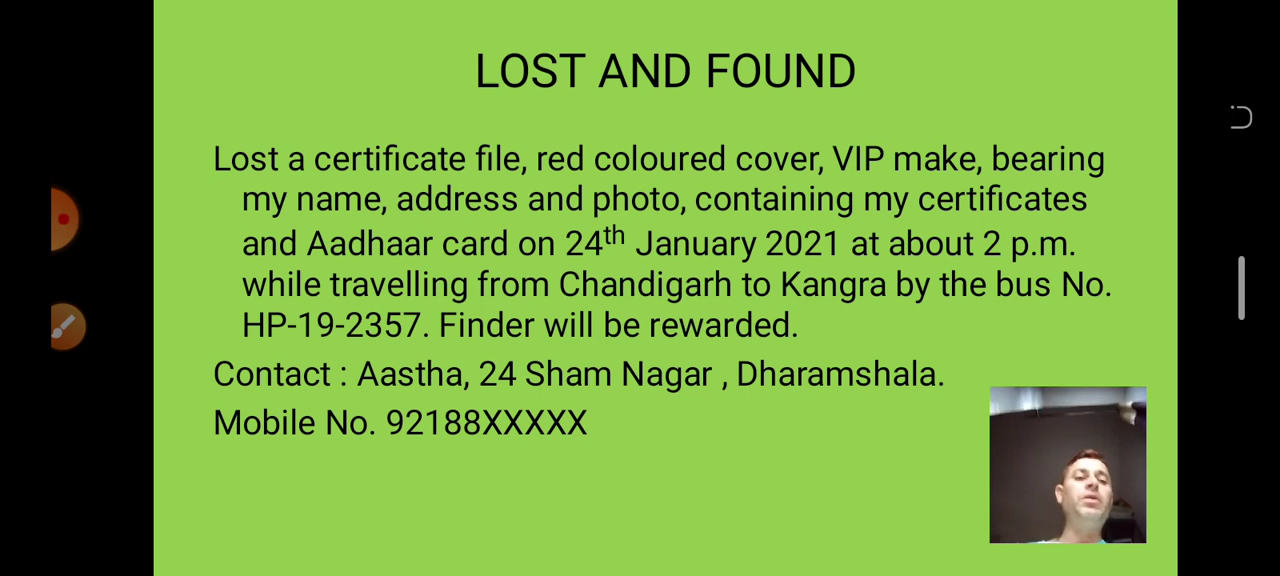 LOST AND FOUND
Lost a certificate file, red coloured cover, VIP make, bearing
my name, address and photo, containing my certificates
and Aadhaar card on 24th January 2021 at about 2 p.m.
while travelling from Chandigarh to Kangra by the bus No.
HP-19-2357. Finder will be rewarded.
Contact : Aastha, 24 Sham Nagar , Dharamshala.
Mobile No. 92188XXXXX